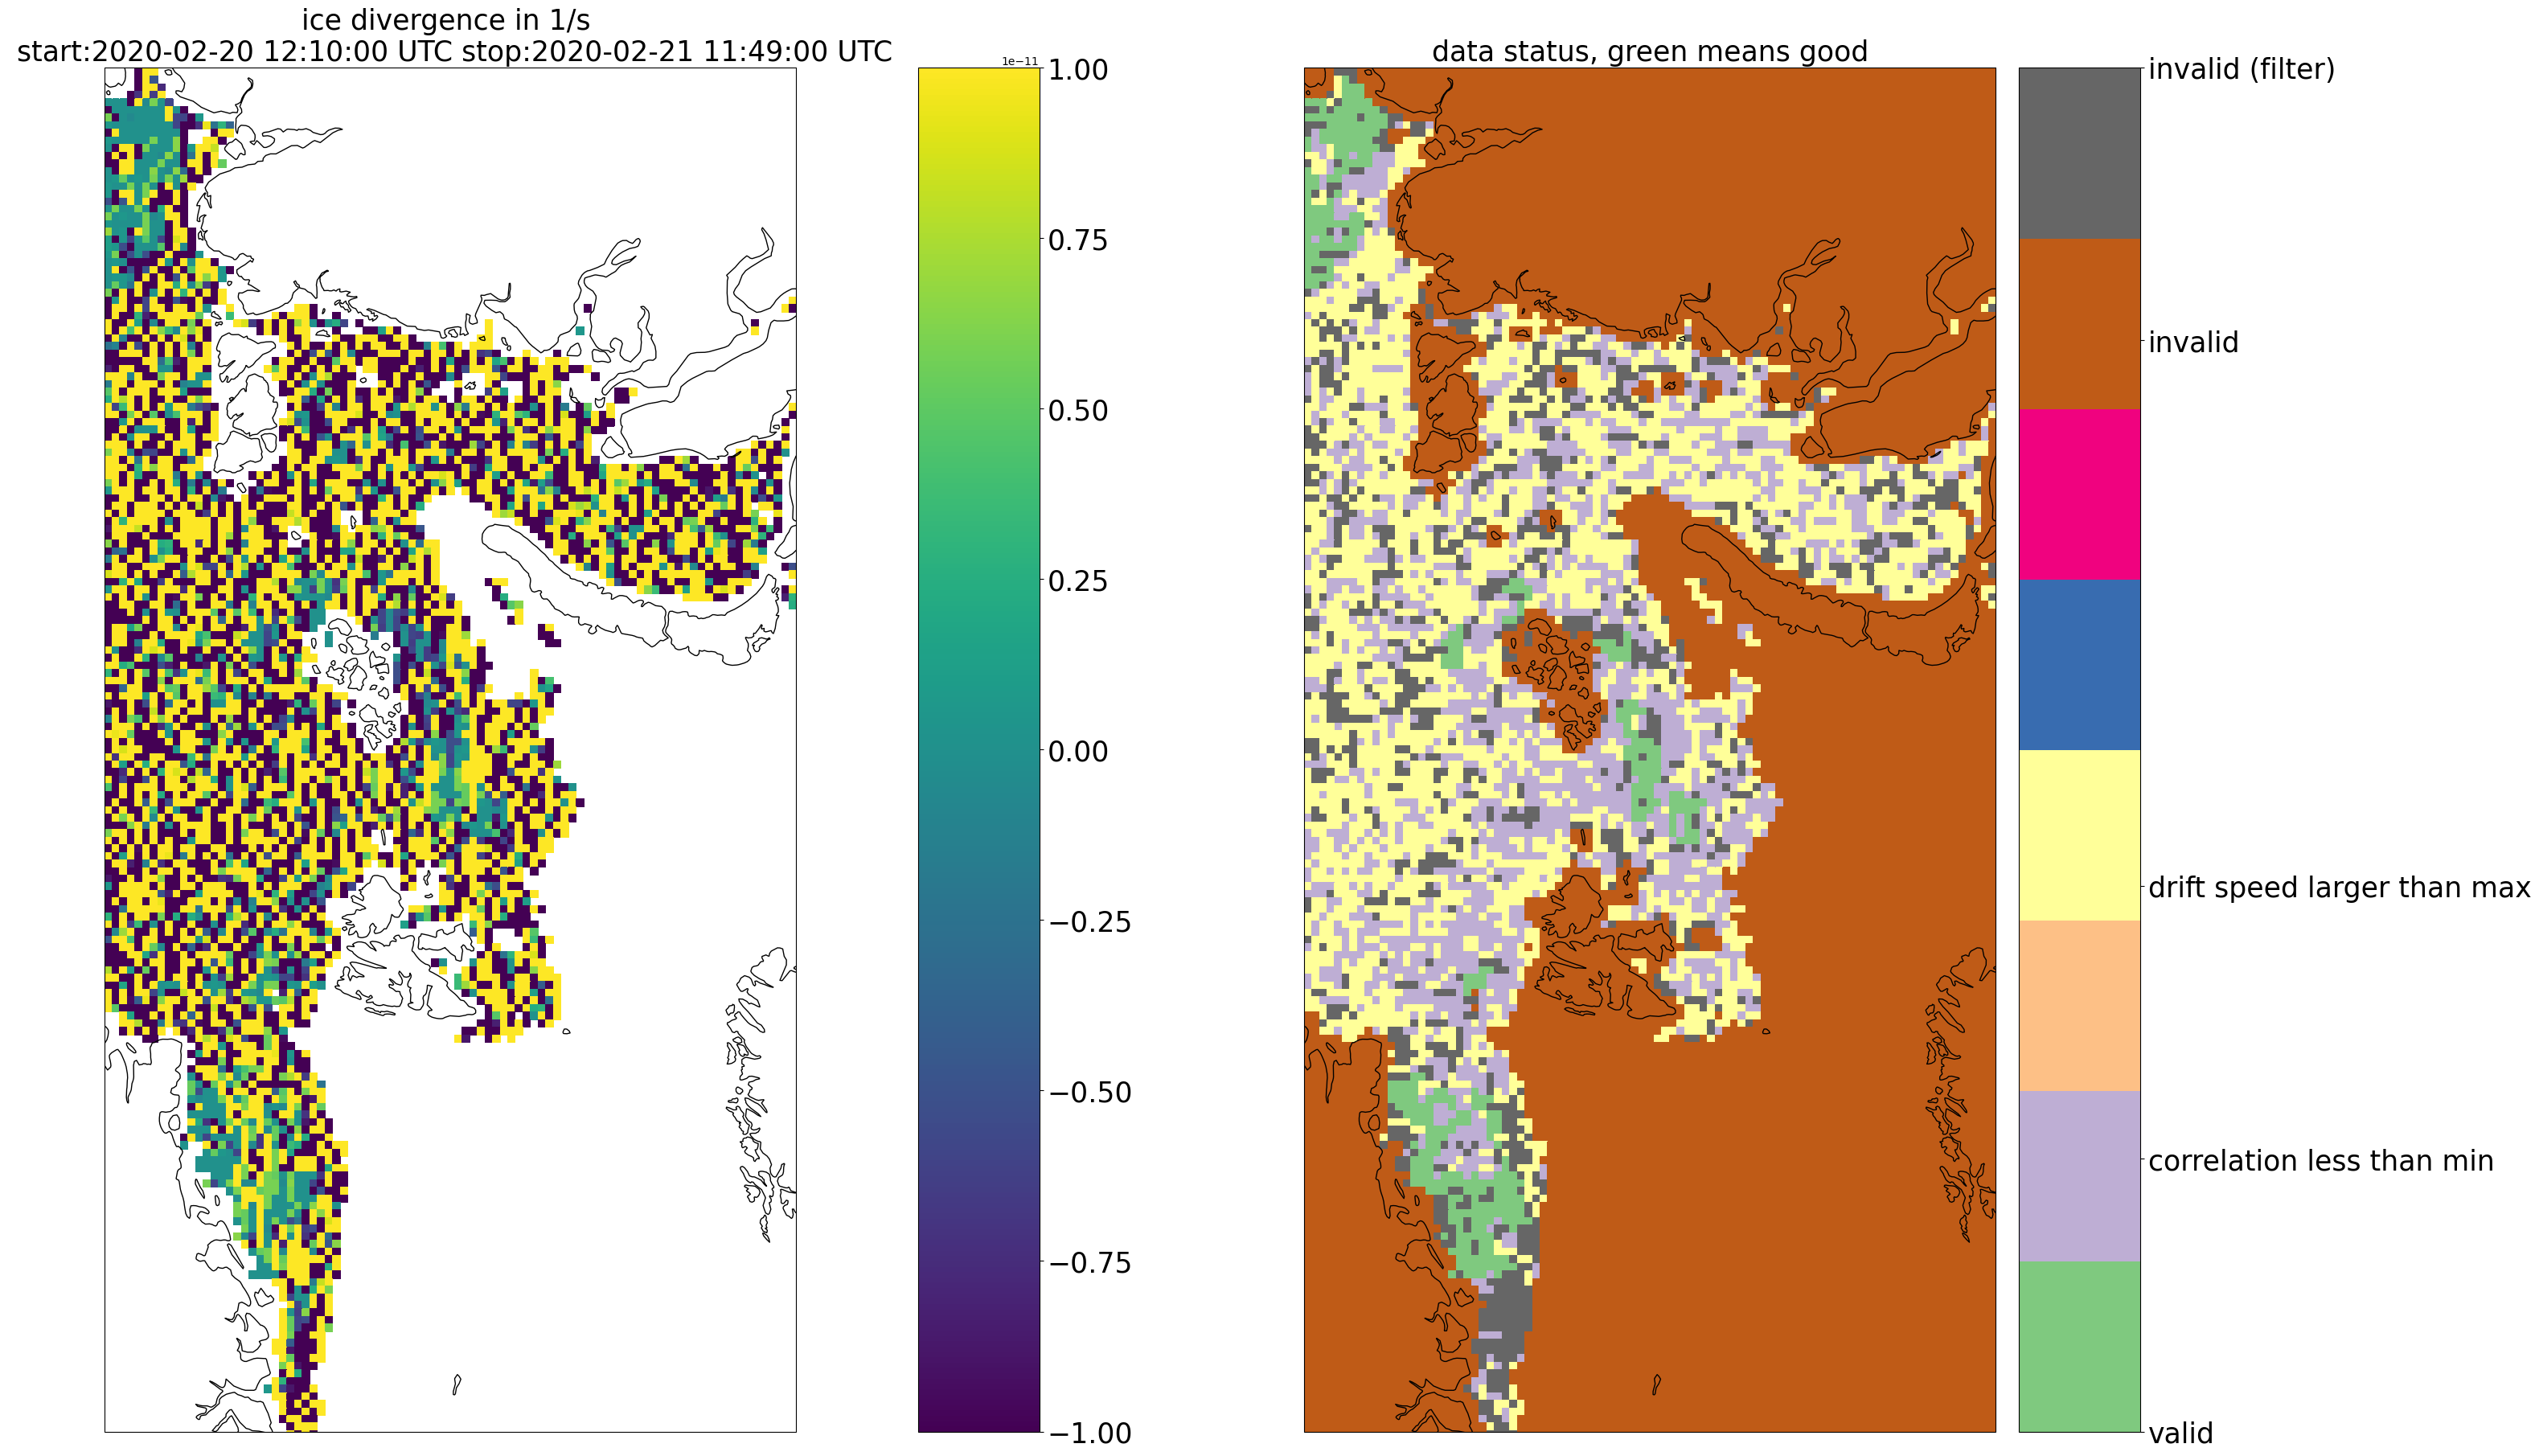 ice divergence in 1/s
start:2020-02-20 12:10:00 UTC stop:2020-02-21 11:49:00 UTC
1e−11
1.00
0.75
0.50
0.25
0.00
−0.25
−0.50
−0.75
−1.00
data status, green means good
invalid (filter)
invalid
drift speed larger than max
correlation less than min
valid